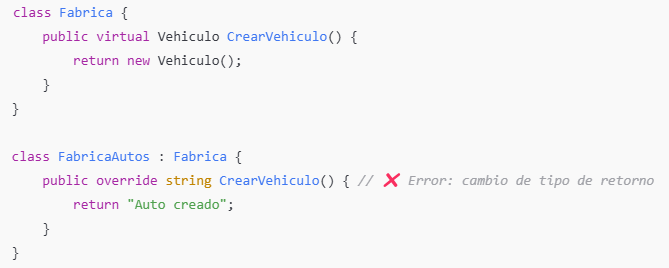 class Fabrica {
    public virtual Vehiculo CrearVehiculo() {
        return new Vehiculo();
    }
}

class FabricaAutos : Fabrica {
    public override string CrearVehiculo() { // ❌ Error: cambio de tipo de retorno
        return "Auto creado";
    }
}